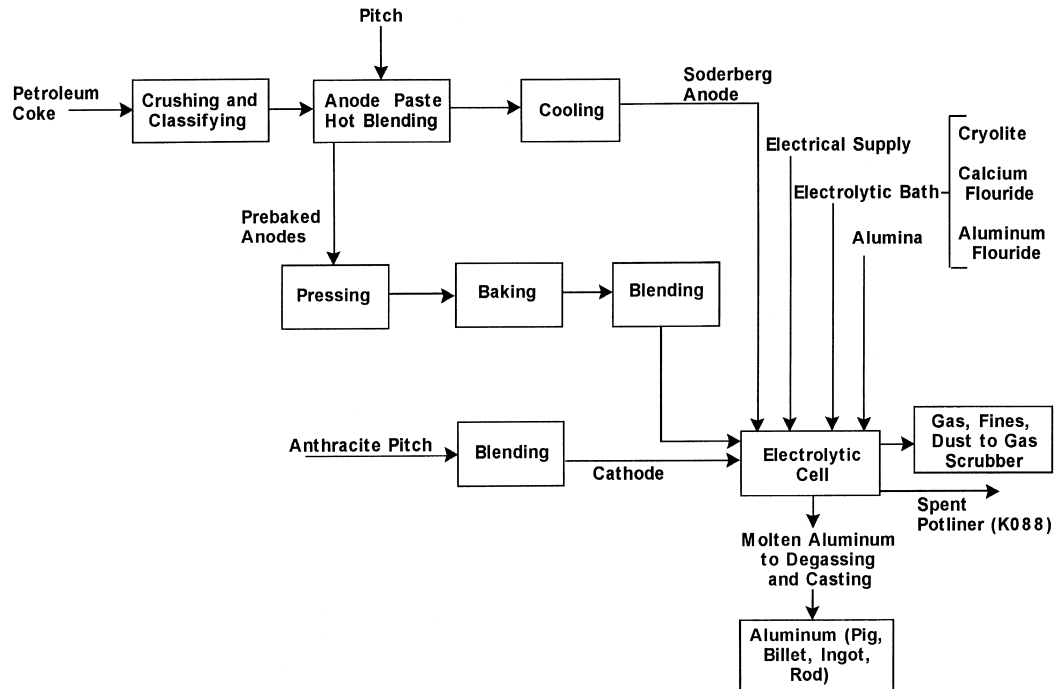 Pitch
Petroleum
Coke
Crushing and
Classifying
Anode Paste
Hot Blending
Cooling
Soderberg
Anode
Electrical Supply
Electrolytic Bath
Cryolite
Calcium
Flouride
Aluminum
Flouride
Alumina
Prebaked
Anodes
Pressing
Baking
Blending
Anthracite Pitch
Blending
Cathode
Electrolytic
Cell
Gas, Fines,
Dust to Gas
Scrubber
Spent
Potliner (K088)
Molten Aluminum
to Degassing
and Casting
Aluminum (Pig,
Billet, Ingot,
Rod)